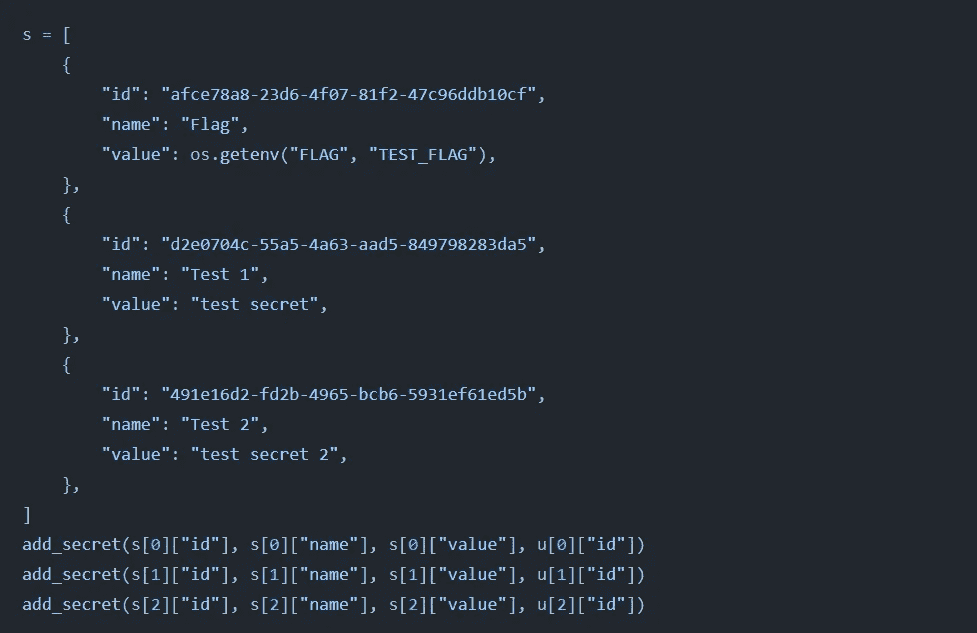 s = [
    {
        "id": "afce78a8-23d6-4f07-81f2-47c96ddb10cf",
        "name": "Flag",
        "value": os.getenv("FLAG", "TEST_FLAG"),
    },
    {
        "id": "d2e0704c-55a5-4a63-aad5-849798283da5",
        "name": "Test 1",
        "value": "test secret",
    },
    {
        "id": "491e16d2-fd2b-4965-bcb6-5931ef61ed5b",
        "name": "Test 2",
        "value": "test secret 2",
    },
]
add_secret(s[0]["id"], s[0]["name"], s[0]["value"], u[0]["id"])
add_secret(s[1]["id"], s[1]["name"], s[1]["value"], u[1]["id"])
add_secret(s[2]["id"], s[2]["name"], s[2]["value"], u[2]["id"])